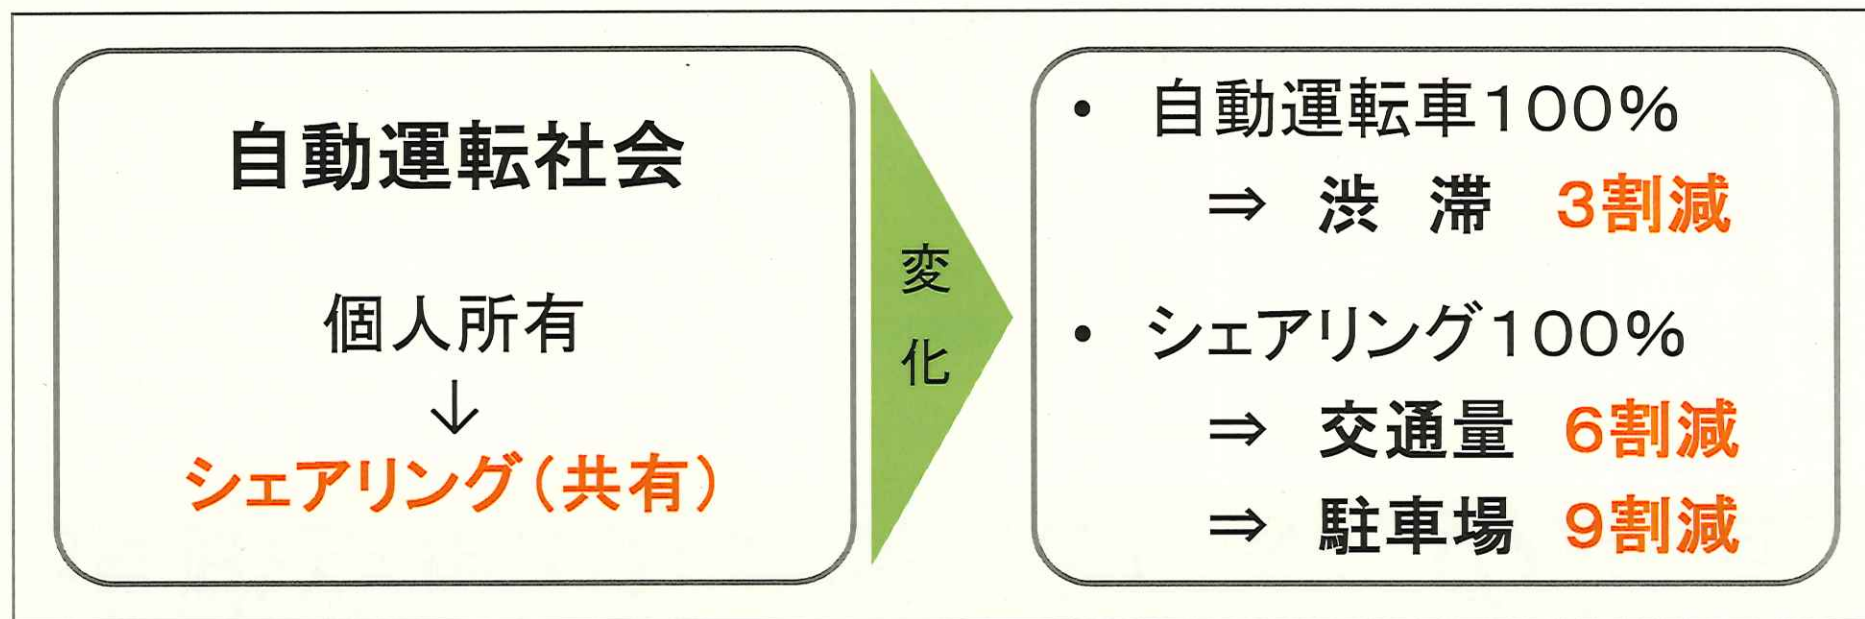 自動運転社会
個人所有
↓
シェアリング（共有）
変
化
• 自動運転車１００％
⇒ 渋　滞　３割減
• シェアリング１００％
⇒ 交通量　６割減
⇒ 駐車場　９割減